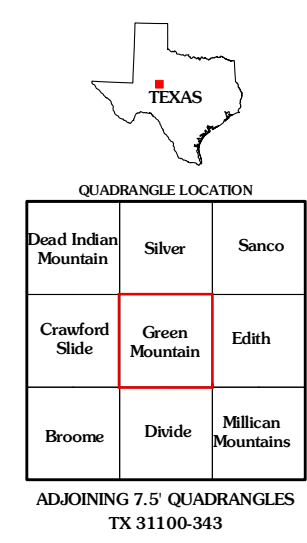 TEXAS
QUADRANGLE LOCATION
Dead Indian
Mountain
Silver
Sanco
Crawford
Slide
Green
Mountain
Edith
Broome
Divide
Millican
Mountains
ADJOINING 7.5' QUADRANGLES
TX 31100-343